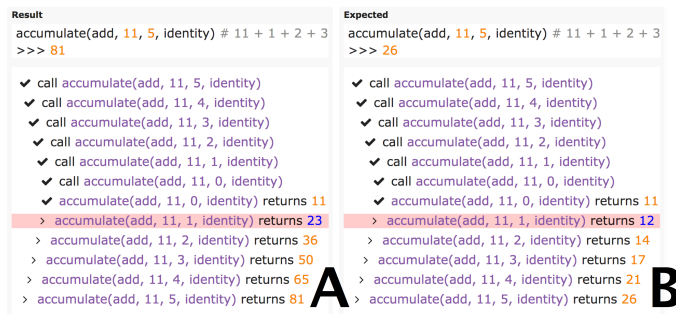 Result
accumulate(add, 11, 5, identity) # 11 + 1 + 2 + 3
>>> 81
call accumulate(add, 11, 5, identity)
call accumulate(add, 11, 4, identity)
call accumulate(add, 11, 3, identity)
call accumulate(add, 11, 2, identity)
call accumulate(add, 11, 1, identity)
call accumulate(add, 11, 0, identity)
accumulate(add, 11, 0, identity) returns 11
> accumulate(add, 11, 1, identity) returns 23
> accumulate(add, 11, 2, identity) returns 36
> accumulate(add, 11, 3, identity) returns 50
> accumulate(add, 11, 4, identity) returns 65
> accumulate(add, 11, 5, identity) returns 81
A
Expected
accumulate(add, 11, 5, identity) # 11 + 1 + 2 + 3
>>> 26
call accumulate(add, 11, 5, identity)
call accumulate(add, 11, 4, identity)
call accumulate(add, 11, 3, identity)
call accumulate(add, 11, 2, identity)
call accumulate(add, 11, 1, identity)
call accumulate(add, 11, 0, identity)
accumulate(add, 11, 0, identity) returns 11
> accumulate(add, 11, 1, identity) returns 12
> accumulate(add, 11, 2, identity) returns 14
> accumulate(add, 11, 3, identity) returns 17
> accumulate(add, 11, 4, identity) returns 21
> accumulate(add, 11, 5, identity) returns 26
B